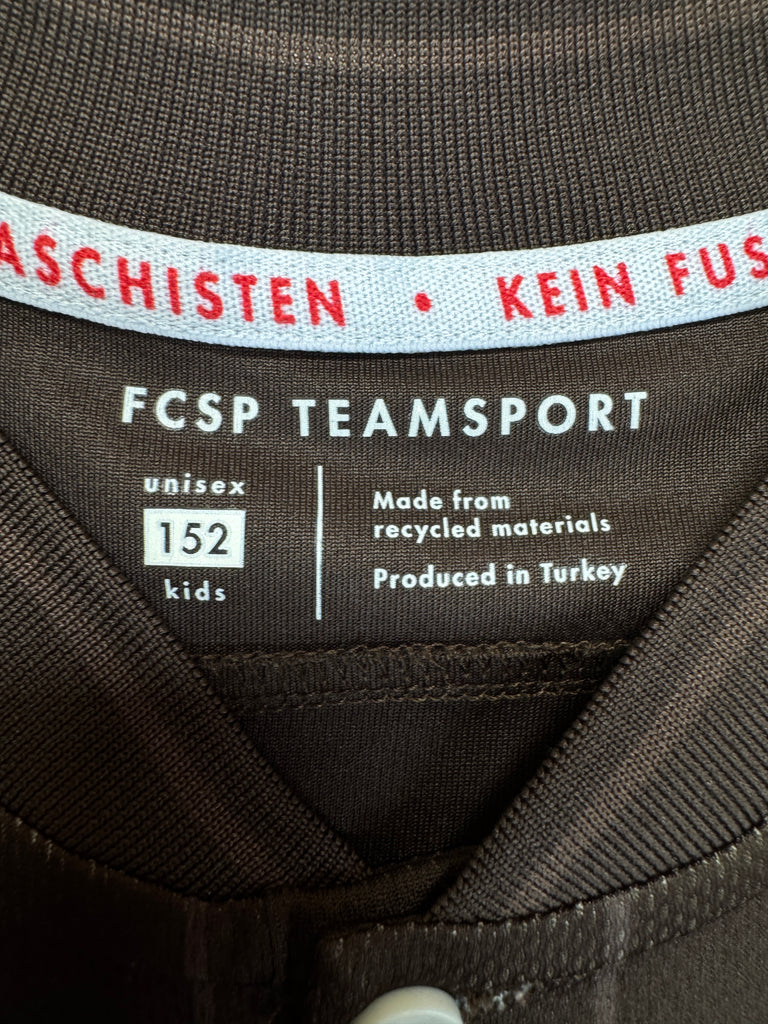 ASCHISTEN • KEIN FUS
FCSP TEAMSPORT
unisex
152
kids
Made from
recycled materials
Produced in Turkey